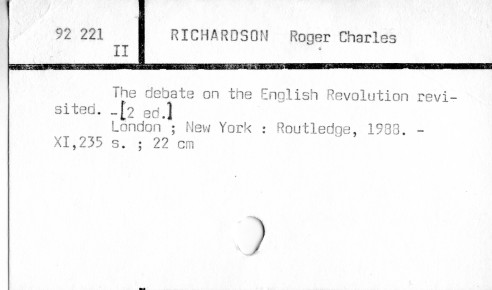 92 221
II
RICHARDSON Roger Charles
The debate on the English Revolution revi-
sited. -[2 ed.]
London ; New York : Routledge, 1988. -
XI,235 s. ; 22 cm